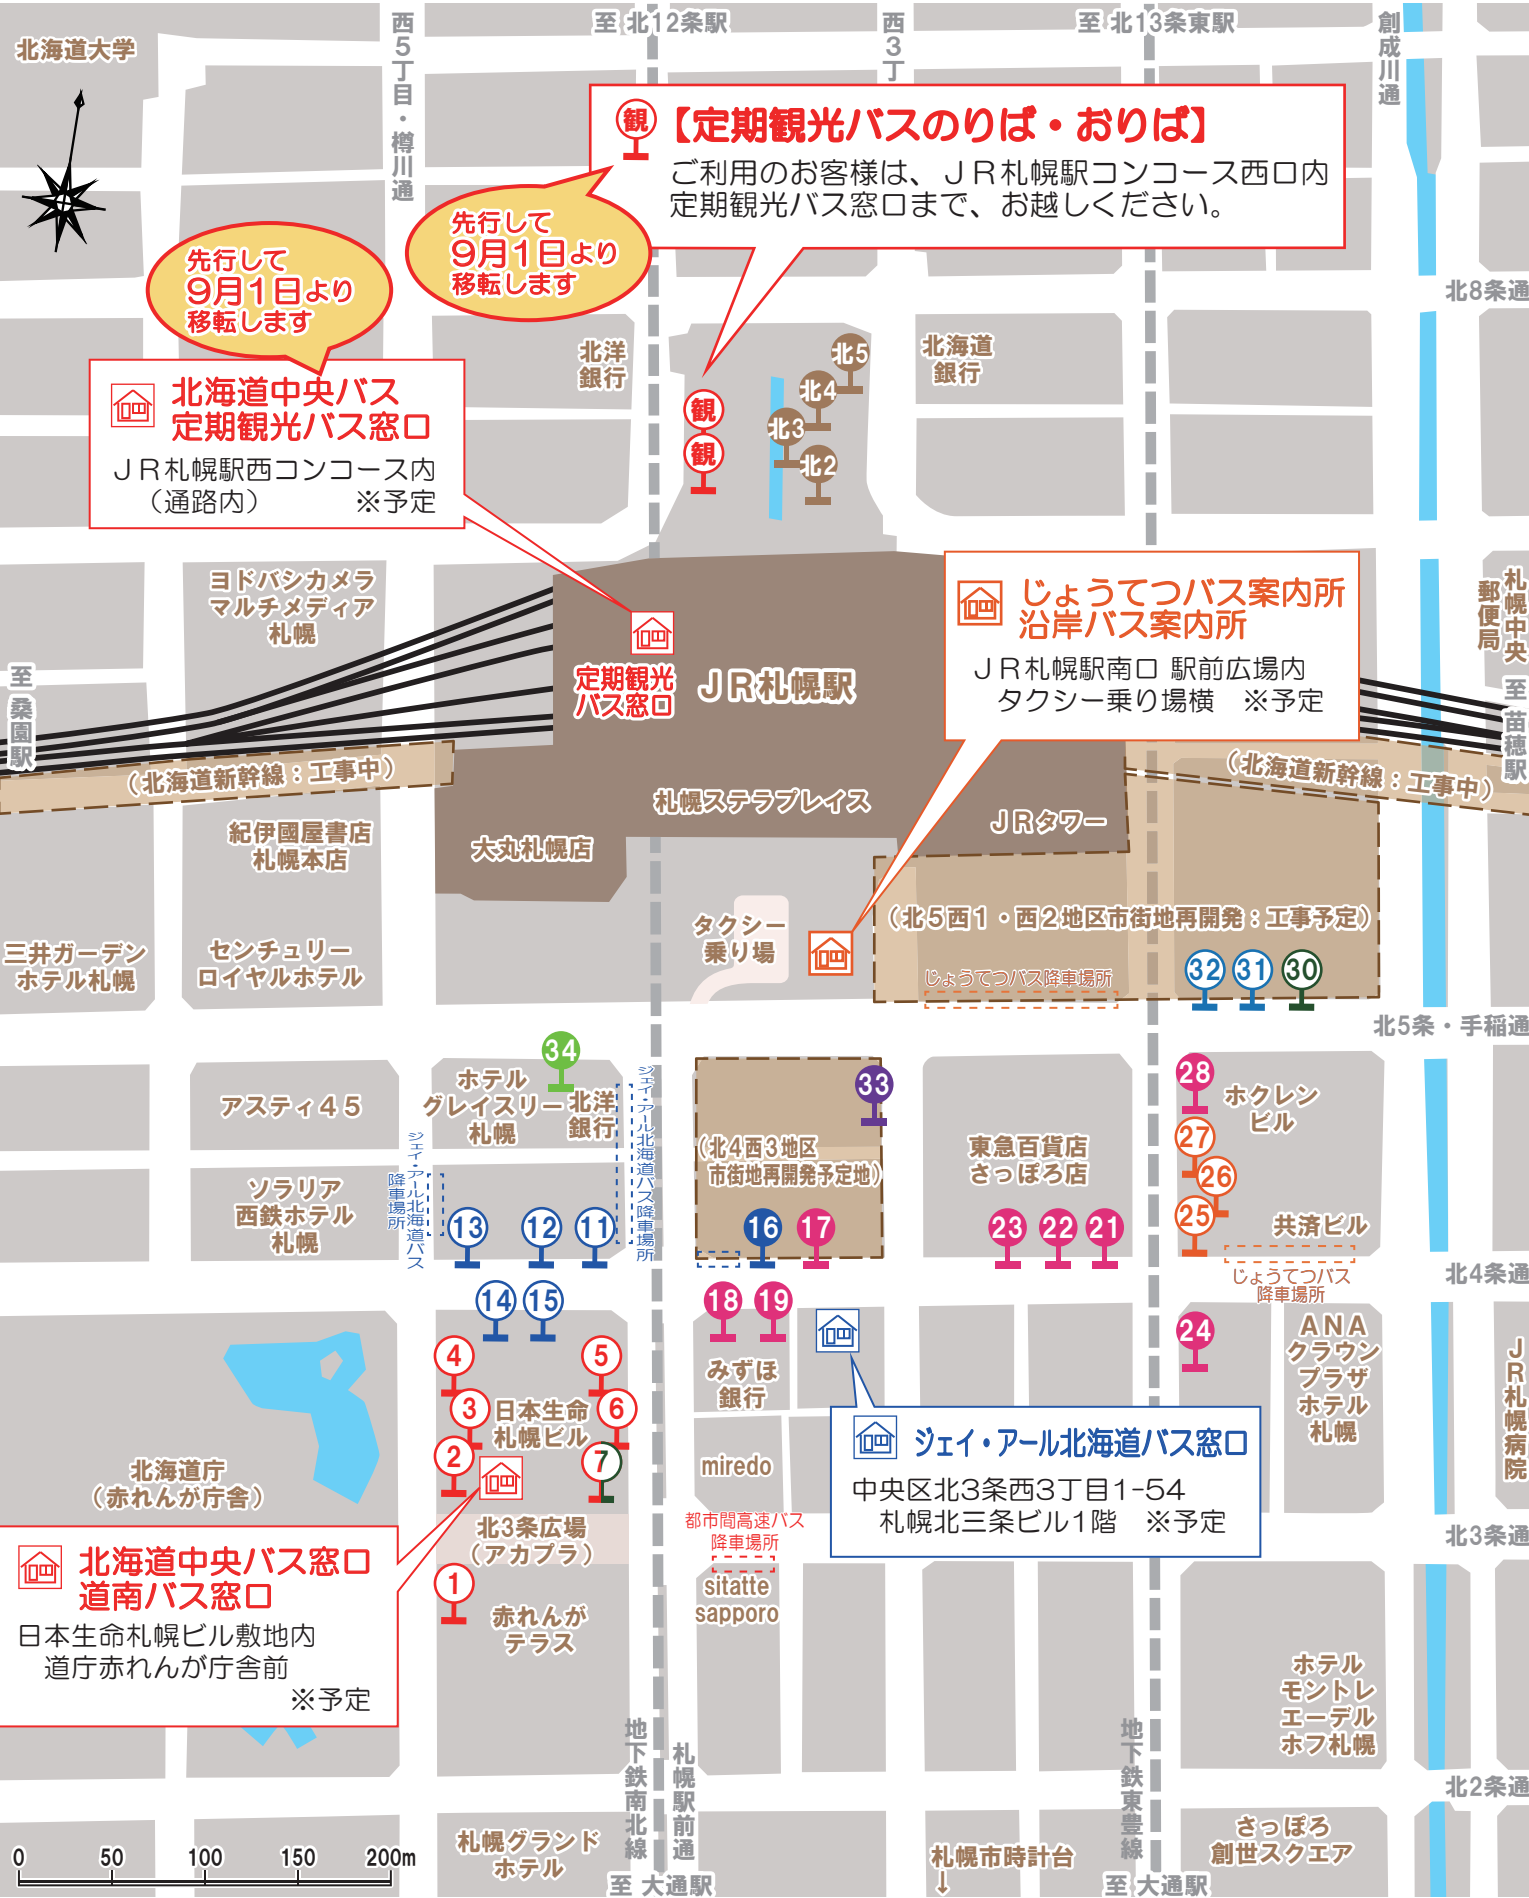 北海道大学
西5丁目・樽川通
至 北12条駅
西3丁
至 北13条東駅
創成川通
観
【定期観光バスのりば・おりば】
ご利用のお客様は、ＪＲ札幌駅コンコース西口内
定期観光バス窓口まで、お越しください。
先行して
9月1日より
移転します
先行して
9月1日より
移転します
北8条通
北海道中央バス
定期観光バス窓口
ＪＲ札幌駅西コンコース内
（通路内）　※予定
北洋
銀行
観
観
北5
北4
北3
北2
北海道
銀行
ヨドバシカメラ
マルチメディア
札幌
定期観光
バス窓口
ＪＲ札幌駅
じょうてつバス案内所
沿岸バス案内所
ＪＲ札幌駅南口 駅前広場内
タクシー乗り場横　※予定
札幌中央
郵便局
至 桑園駅
至 苗穂駅
（北海道新幹線：工事中）
（北海道新幹線：工事中）
紀伊國屋書店
札幌本店
大丸札幌店
札幌ステラプレイス
ＪＲタワー
三井ガーデン
ホテル札幌
センチュリー
ロイヤルホテル
タクシー
乗り場
（北5西1・西2地区市街地再開発：工事予定）
じょうてつバス降車場所
32
31
30
北5条・手稲通
アスティ４５
ホテル
グレイスリー
札幌
34
北洋
銀行
ジェイ・アール北海道バス降車場所
33
（北4西3地区
市街地再開発予定地）
東急百貨店
さっぽろ店
28
27
26
25
ホクレン
ビル
共済ビル
じょうてつバス
降車場所
ソラリア
西鉄ホテル
札幌
ジェイ・アール北海道バス
降車場所
13
12
11
16
17
23
22
21
北4条通
14
15
18
19
24
4
3
2
5
6
7
日本生命
札幌ビル
みずほ
銀行
miredo
ＡＮＡ
クラウン
プラザ
ホテル
札幌
ＪＲ札幌病院
北海道庁
（赤れんが庁舎）
ジェイ・アール北海道バス窓口
中央区北3条西3丁目1-54
札幌北三条ビル1階　※予定
北3条広場
（アカプラ）
都市間高速バス
降車場所
sitatte
sapporo
北3条通
北海道中央バス窓口
道南バス窓口
日本生命札幌ビル敷地内
道庁赤れんが庁舎前
※予定
1
赤れんが
テラス
ホテル
モントレ
エーデル
ホフ札幌
地下鉄南北線
札幌駅前通
地下鉄東豊線
北2条通
0
50
100
150
200m
札幌グランド
ホテル
至 大通駅
札幌市時計台
↓
至 大通駅
さっぽろ
創世スクエア